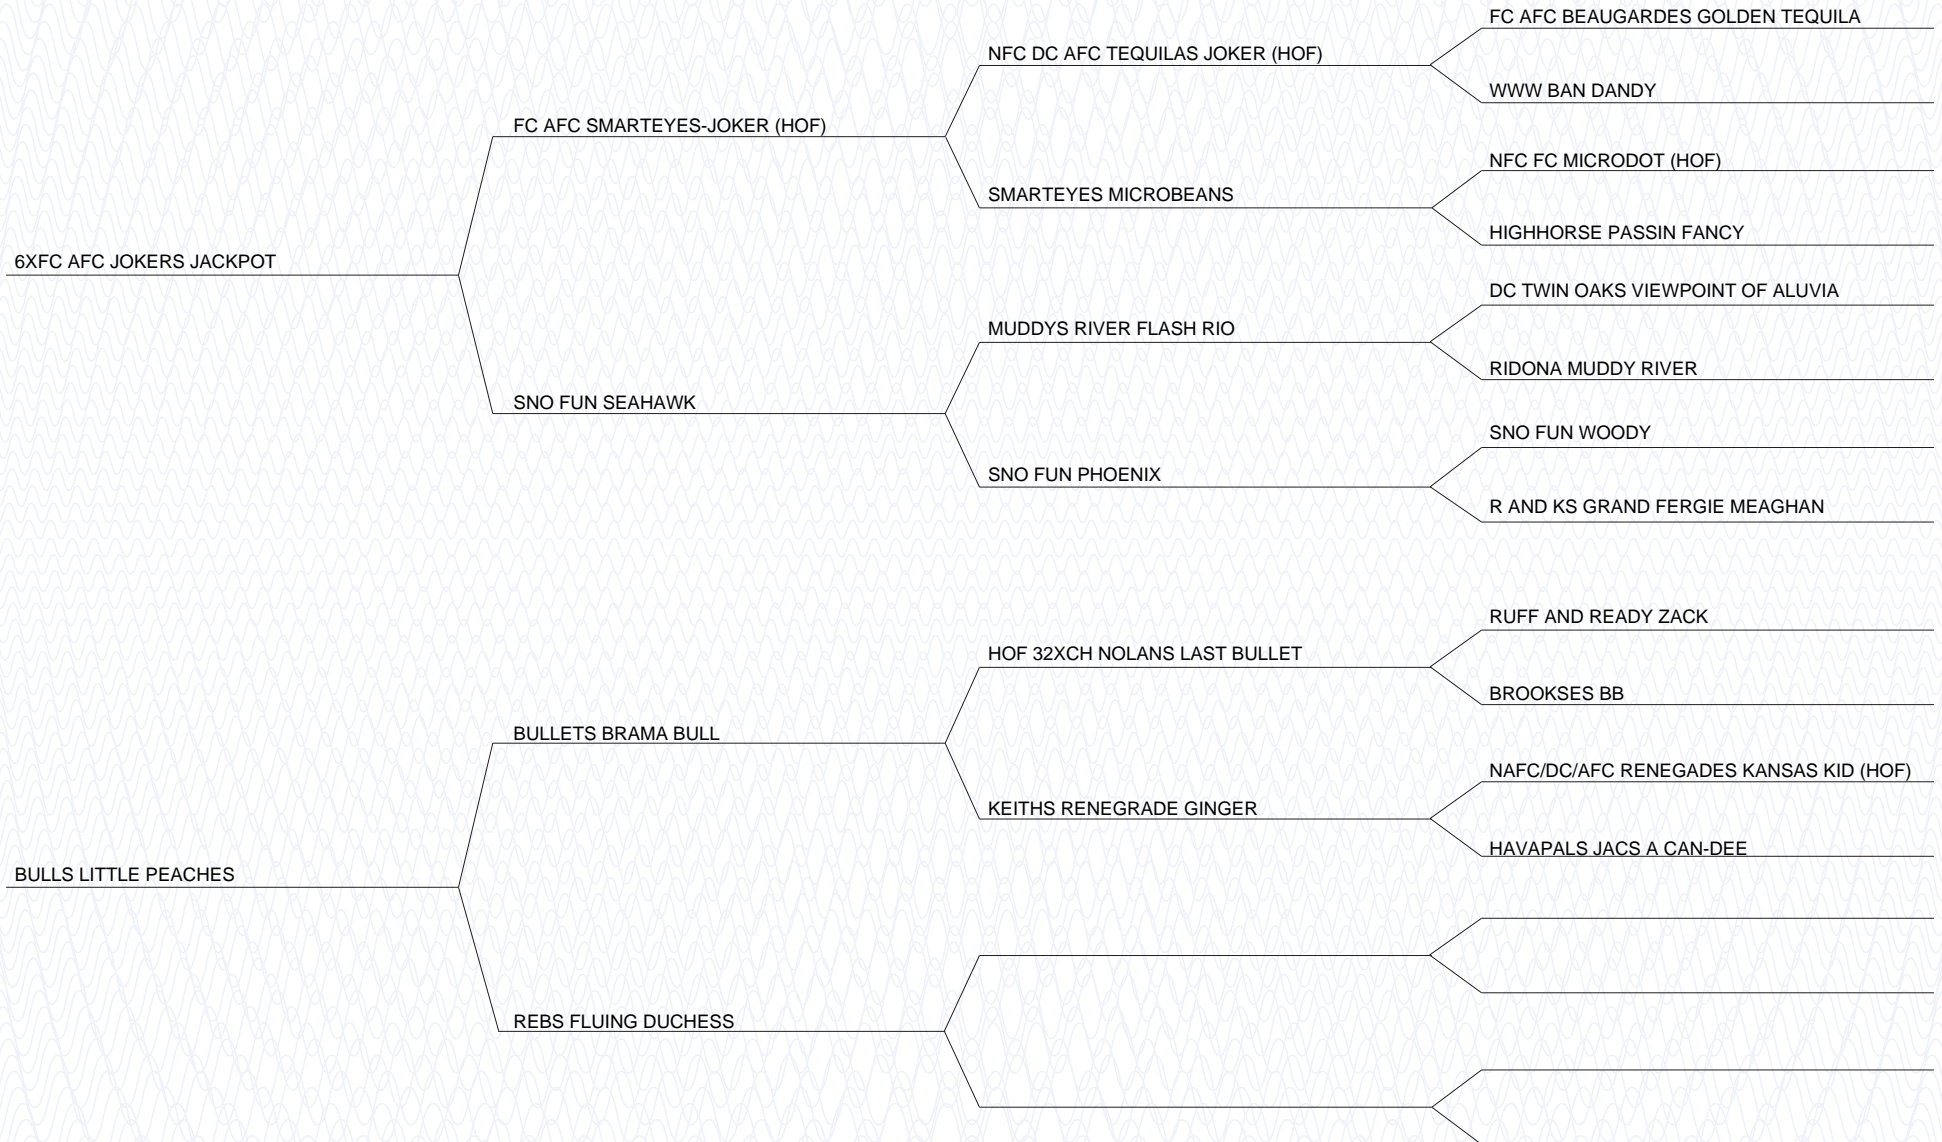 FC AFC BEAUGARDES GOLDEN TEQUILA
NFC DC AFC TEQUILAS JOKER (HOF)
WWW BAN DANDY
FC AFC SMARTEYES-JOKER (HOF)
NFC FC MICRODOT (HOF)
SMARTEYES MICROBEANS
HIGHHORSE PASSIN FANCY
6XFC AFC JOKERS JACKPOT
DC TWIN OAKS VIEWPOINT OF ALUVIA
MUDDYS RIVER FLASH RIO
RIDONA MUDDY RIVER
SNO FUN SEAHAWK
SNO FUN WOODY
SNO FUN PHOENIX
R AND KS GRAND FERGIE MEAGHAN
RUFF AND READY ZACK
HOF 32XCH NOLANS LAST BULLET
BROOKSES BB
BULLETS BRAMA BULL
NAFC/DC/AFC RENEGADES KANSAS KID (HOF)
KEITHS RENEGRADE GINGER
HAVAPALS JACS A CAN-DEE
BULLS LITTLE PEACHES
REBS FLUING DUCHESS